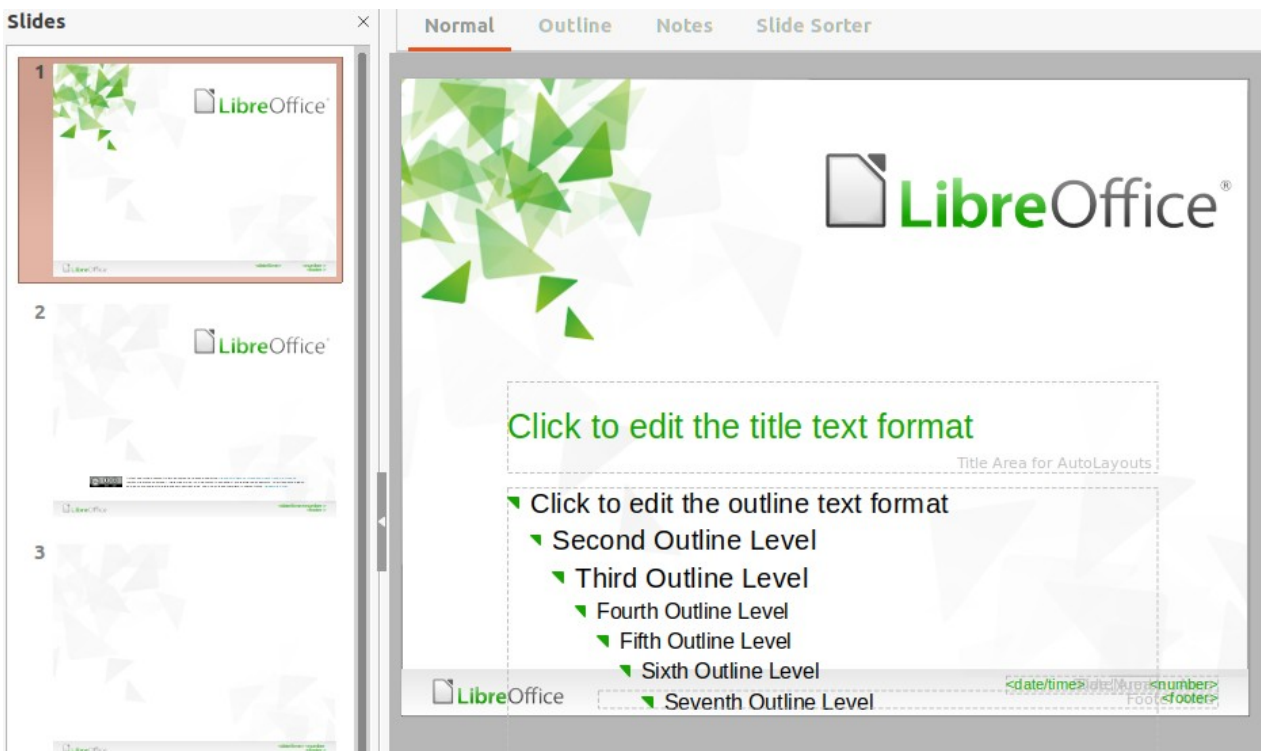 Slides ×
Normal Outline Notes Slide Sorter
1
LibreOffice
LibreOffice
2
LibreOffice
3
LibreOffice®
Click to edit the title text format
Title Area for AutoLayouts
Click to edit the outline text format
Second Outline Level
Third Outline Level
Fourth Outline Level
Fifth Outline Level
Sixth Outline Level
Seventh Outline Level
LibreOffice
<date/time>
<number>
<footer>